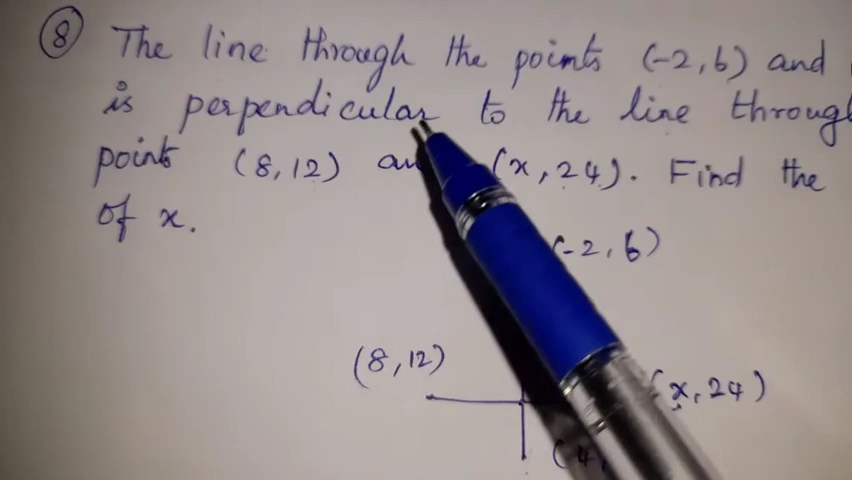 8 The line through the points (-2, 6) and
is perpendicular to the line through
point (8, 12) (x, 24). Find the
of x.
(-2, 6)
(8, 12)
(x, 24)